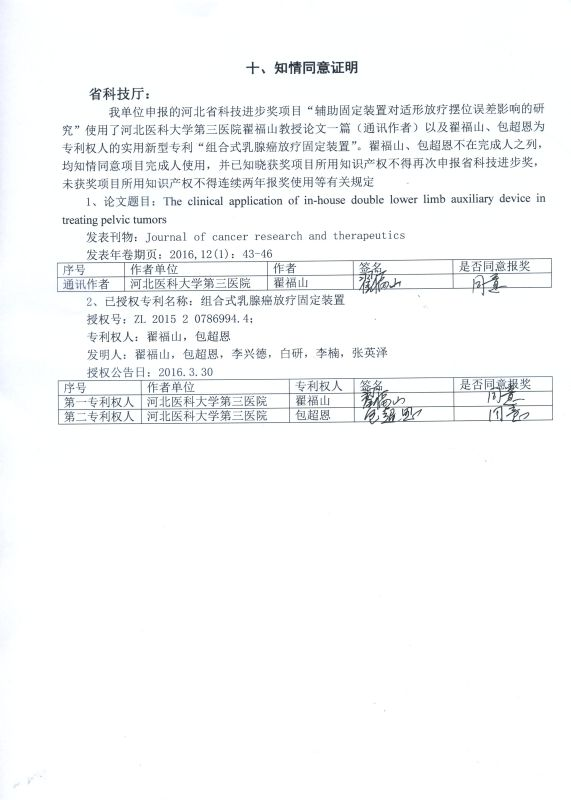 十、知情同意证明
省科技厅：
我单位申报的河北省科技进步奖项目“辅助固定装置对适形放疗摆位误差影响的研
究”使用了河北医科大学第三医院翟福山教授论文一篇（通讯作者）以及翟福山、包超恩为
专利权人的实用新型专利“组合式乳腺癌放疗固定装置”。翟福山、包超恩不在完成人之列，
均知情同意项目完成人使用，并已知晓获奖项目所用知识产权不得再次申报省科技进步奖，
未获奖项目所用知识产权不得连续两年报奖使用等有关规定
1、论文题目：The clinical application of in-house double lower limb auxiliary device in
treating pelvic tumors
发表刊物：Journal of cancer research and therapeutics
发表年卷期页：2016,12(1)：43-46
序号 作者单位 作者 签名 是否同意报奖
通讯作者 河北医科大学第三医院 翟福山 翟福山 同意
2、已授权专利名称：组合式乳腺癌放疗固定装置
授权号：ZL 2015 2 0786994.4；
专利权人：翟福山，包超恩
发明人：翟福山，包超恩，李兴德，白研，李楠，张英泽
授权公告日：2016.3.30
序号 作者单位 专利权人 签名 是否同意报奖
第一专利权人 河北医科大学第三医院 翟福山 翟福山 同意
第二专利权人 河北医科大学第三医院 包超恩 包超恩 同意